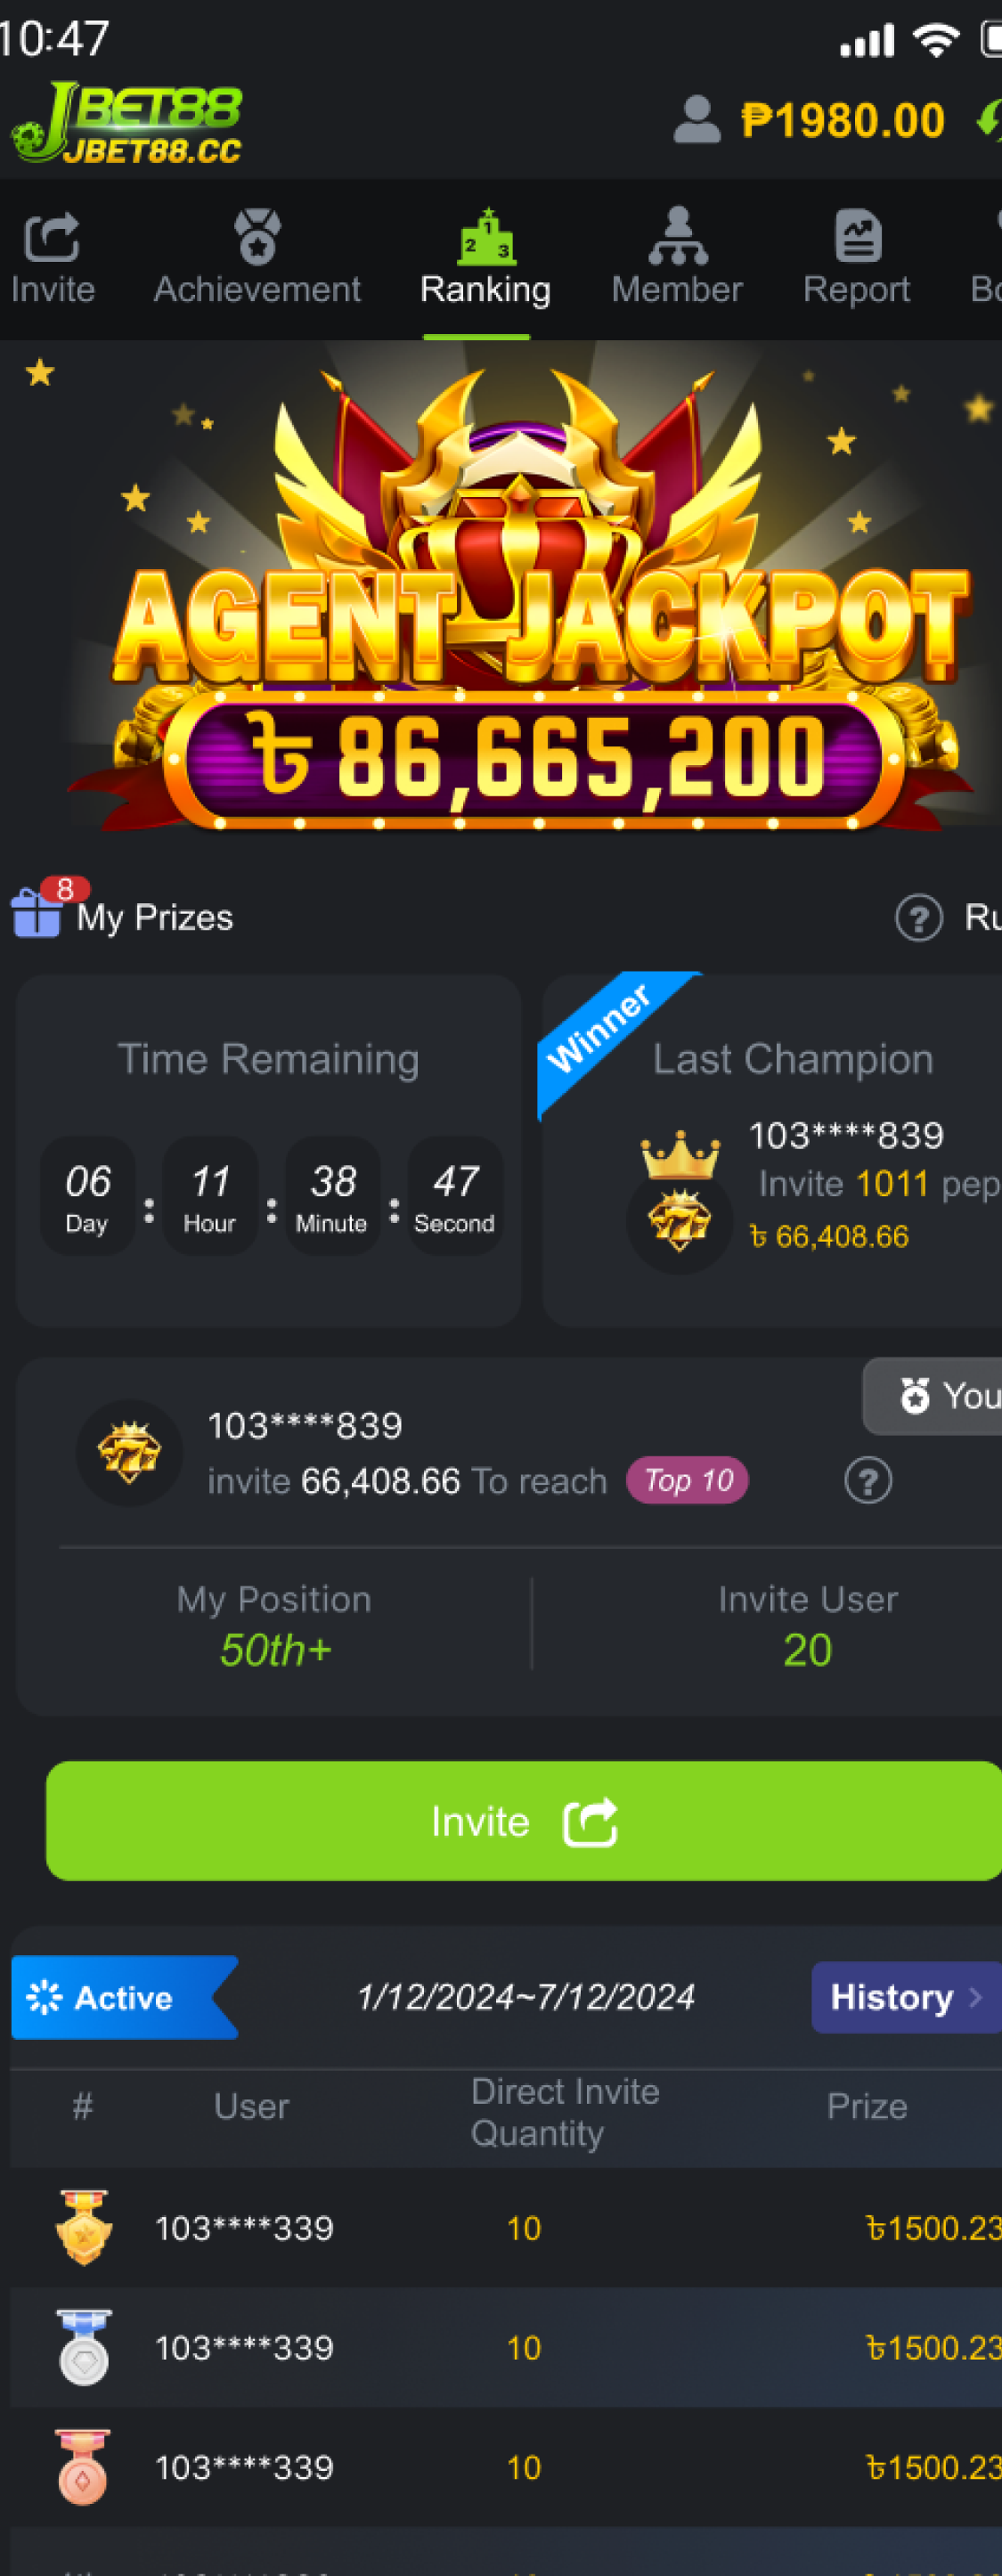 10:47
JBET88
JBET88.CC
₱1980.00
Invite
Achievement
1
2 3
Ranking
Member
Report
AGENT JACKPOT
৳ 86,665,200
8
My Prizes
?
Time Remaining
06 : 11 : 38 : 47
Day Hour Minute Second
Winner
Last Champion
103****839
Invite 1011 pep
৳ 66,408.66
You
103****839
invite 66,408.66 To reach Top 10 ?
My Position
50th+
Invite User
20
Invite
Active
1/12/2024~7/12/2024
History >
# User Direct Invite Quantity Prize
103****339 10 ৳1500.23
103****339 10 ৳1500.23
103****339 10 ৳1500.23